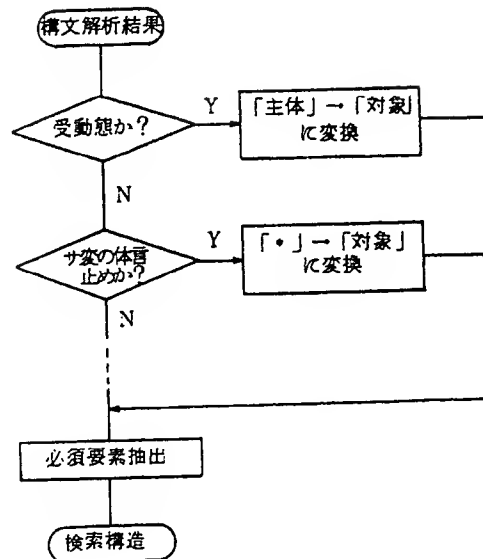 構文解析結果
受動態か?
Y
「主体」→「対象」
に変換
N
サ変の体言
止めか?
Y
「*」→「対象」
に変換
N
必須要素抽出
検索構造